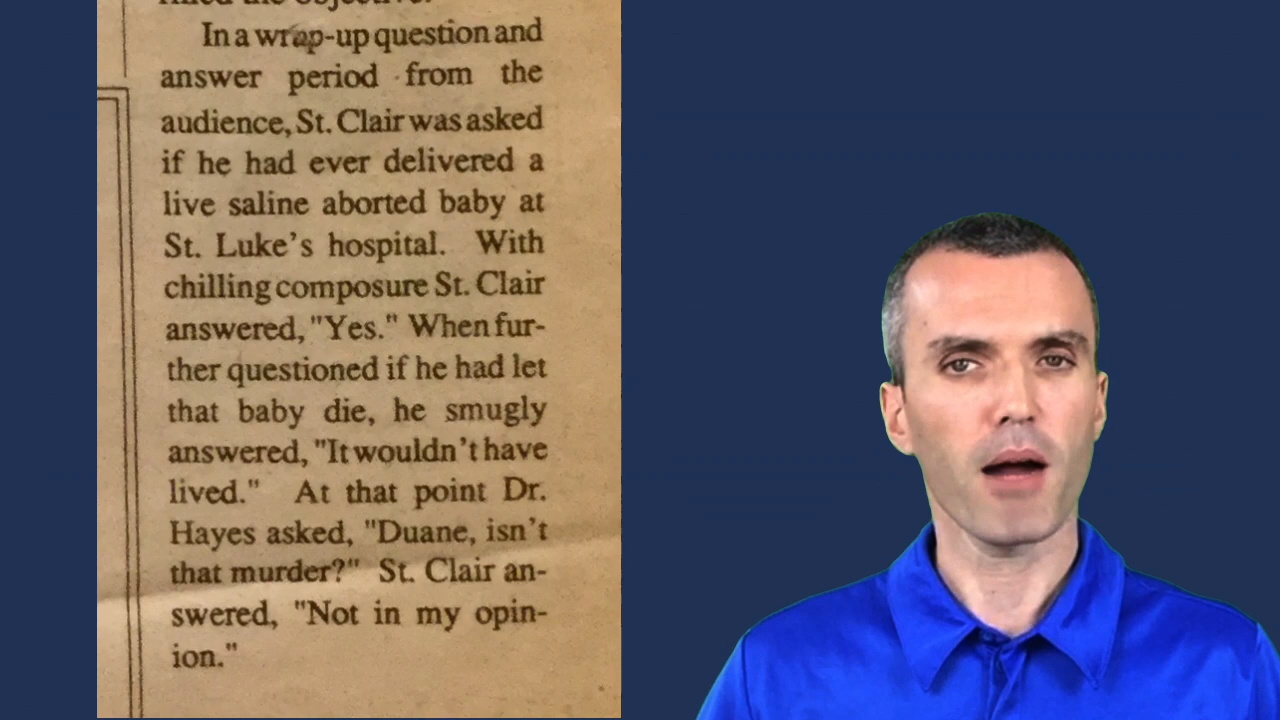 In a wrap-up question and
answer period from the
audience, St. Clair was asked
if he had ever delivered a
live saline aborted baby at
St. Luke's hospital. With
chilling composure St. Clair
answered, "Yes." When fur-
ther questioned if he had let
that baby die, he smugly
answered, "It wouldn't have
lived." At that point Dr.
Hayes asked, "Duane, isn't
that murder?" St. Clair an-
swered, "Not in my opin-
ion."